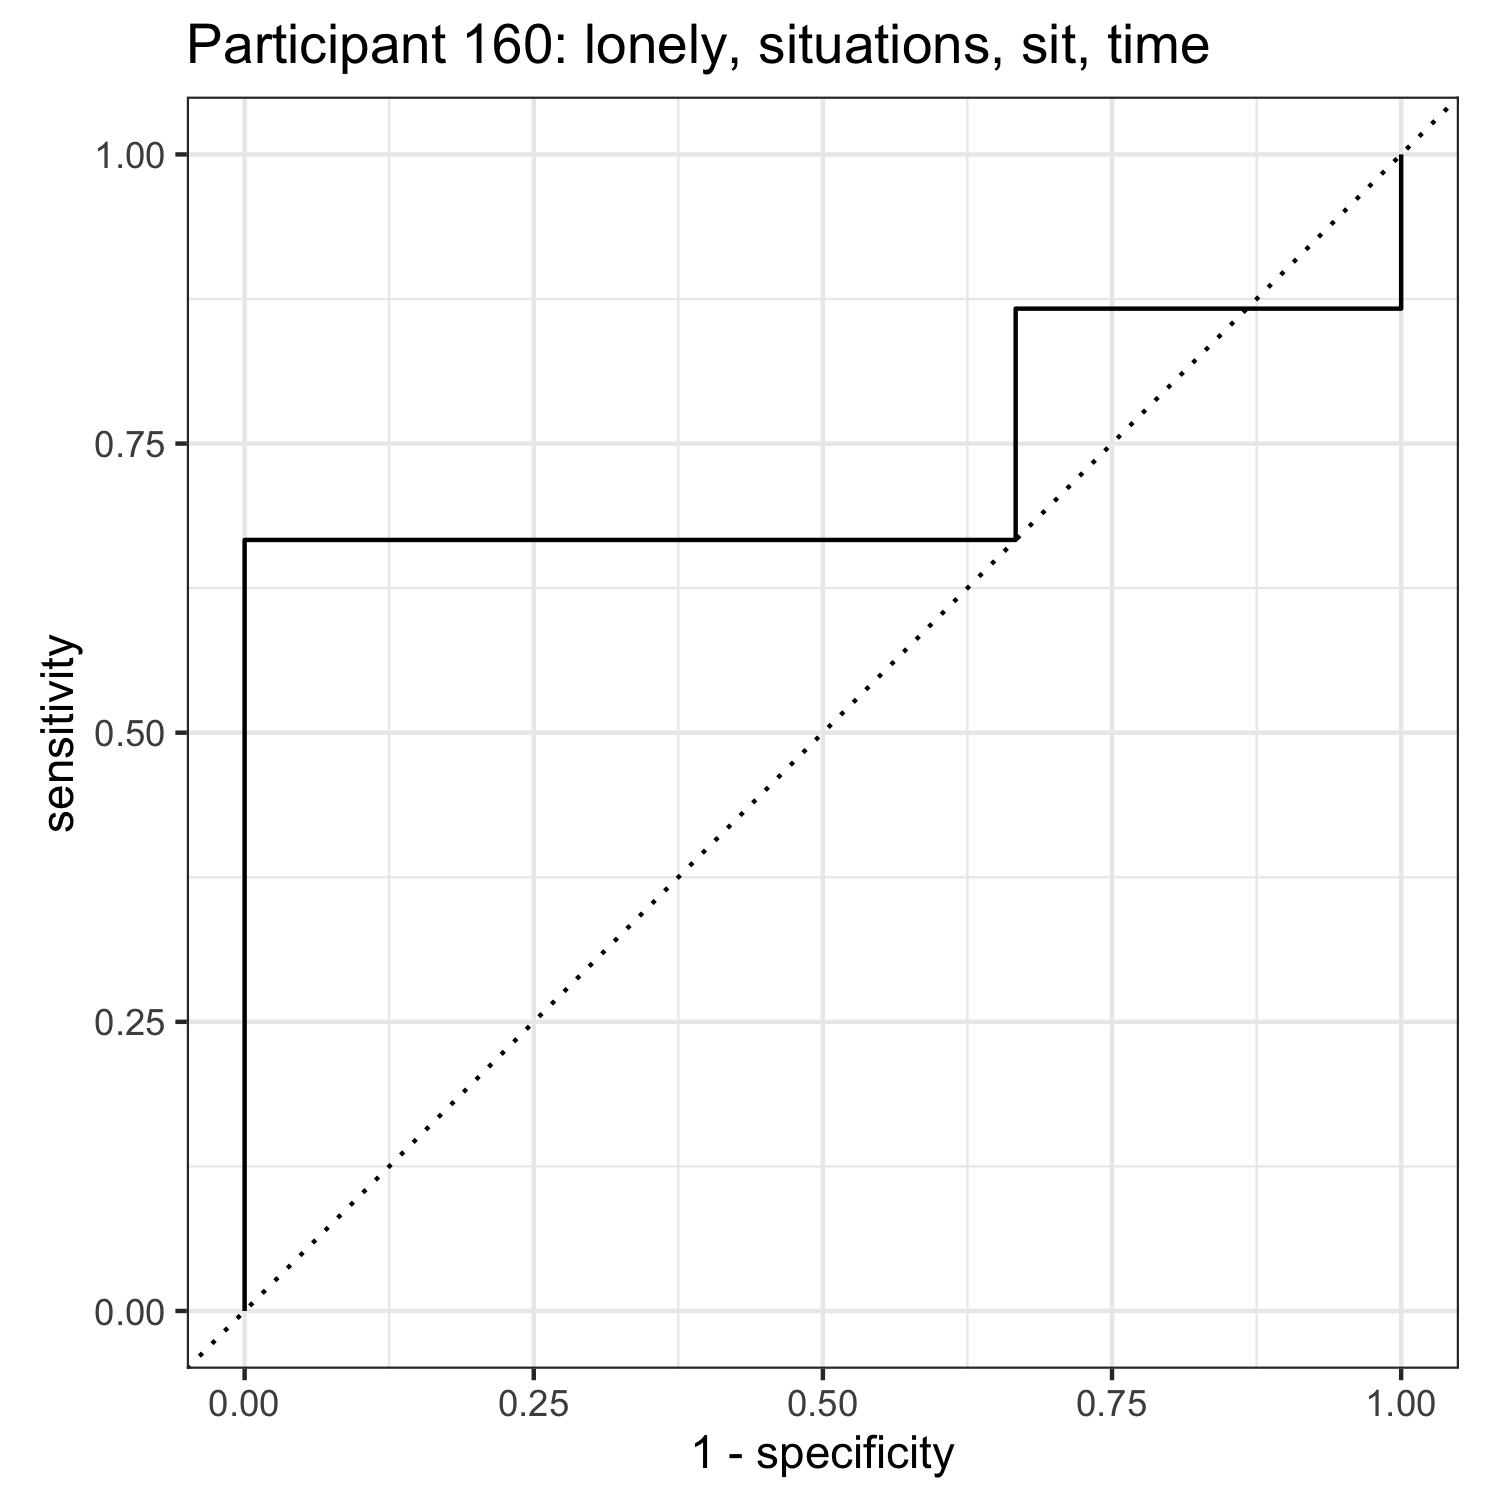 Participant 160: lonely, situations, sit, time
1.00
0.75
0.50
0.25
0.00
sensitivity
0.00 0.25 0.50 0.75 1.00
1 - specificity